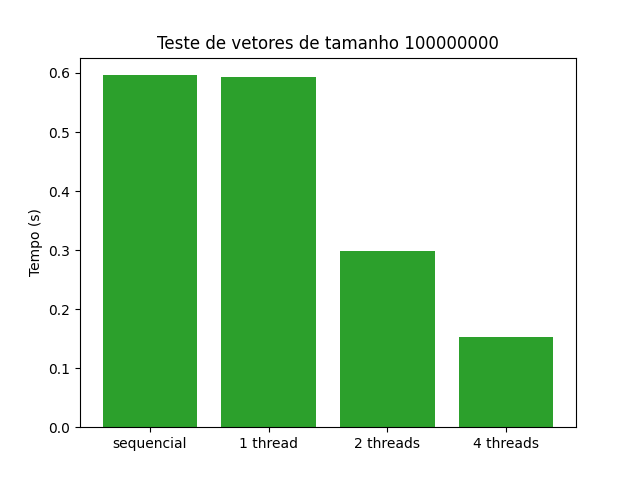 Teste de vetores de tamanho 100000000
Tempo (s)
0.6
0.5
0.4
0.3
0.2
0.1
0.0
sequencial 1 thread 2 threads 4 threads